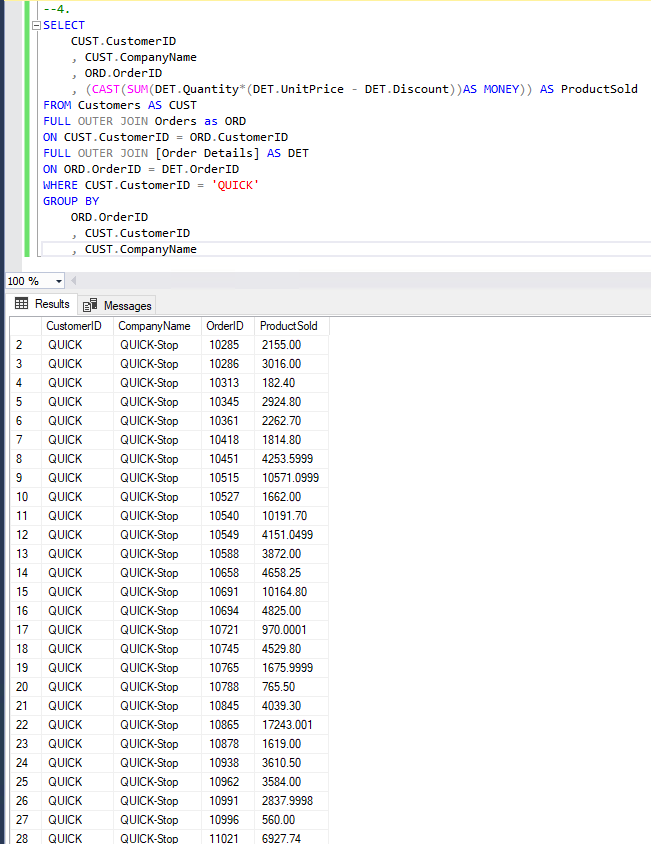 --4.
SELECT
CUST.CustomerID
, CUST.CompanyName
, ORD.OrderID
, (CAST(SUM(DET.Quantity*(DET.UnitPrice - DET.Discount))AS MONEY)) AS ProductSold
FROM Customers AS CUST
FULL OUTER JOIN Orders as ORD
ON CUST.CustomerID = ORD.CustomerID
FULL OUTER JOIN [Order Details] AS DET
ON ORD.OrderID = DET.OrderID
WHERE CUST.CustomerID = 'QUICK'
GROUP BY
ORD.OrderID
, CUST.CustomerID
, CUST.CompanyName
100 %
Results Messages
CustomerID CompanyName OrderID ProductSold
2 QUICK QUICK-Stop 10285 2155.00
3 QUICK QUICK-Stop 10286 3016.00
4 QUICK QUICK-Stop 10313 182.40
5 QUICK QUICK-Stop 10345 2924.80
6 QUICK QUICK-Stop 10361 2262.70
7 QUICK QUICK-Stop 10418 1814.80
8 QUICK QUICK-Stop 10451 4253.5999
9 QUICK QUICK-Stop 10515 10571.0999
10 QUICK QUICK-Stop 10527 1662.00
11 QUICK QUICK-Stop 10540 10191.70
12 QUICK QUICK-Stop 10549 4151.0499
13 QUICK QUICK-Stop 10588 3872.00
14 QUICK QUICK-Stop 10658 4658.25
15 QUICK QUICK-Stop 10691 10164.80
16 QUICK QUICK-Stop 10694 4825.00
17 QUICK QUICK-Stop 10721 970.0001
18 QUICK QUICK-Stop 10745 4529.80
19 QUICK QUICK-Stop 10765 1675.9999
20 QUICK QUICK-Stop 10788 765.50
21 QUICK QUICK-Stop 10845 4039.30
22 QUICK QUICK-Stop 10865 17243.001
23 QUICK QUICK-Stop 10878 1619.00
24 QUICK QUICK-Stop 10938 3610.50
25 QUICK QUICK-Stop 10962 3584.00
26 QUICK QUICK-Stop 10991 2837.9998
27 QUICK QUICK-Stop 10996 560.00
28 QUICK QUICK-Stop 11021 6927.74